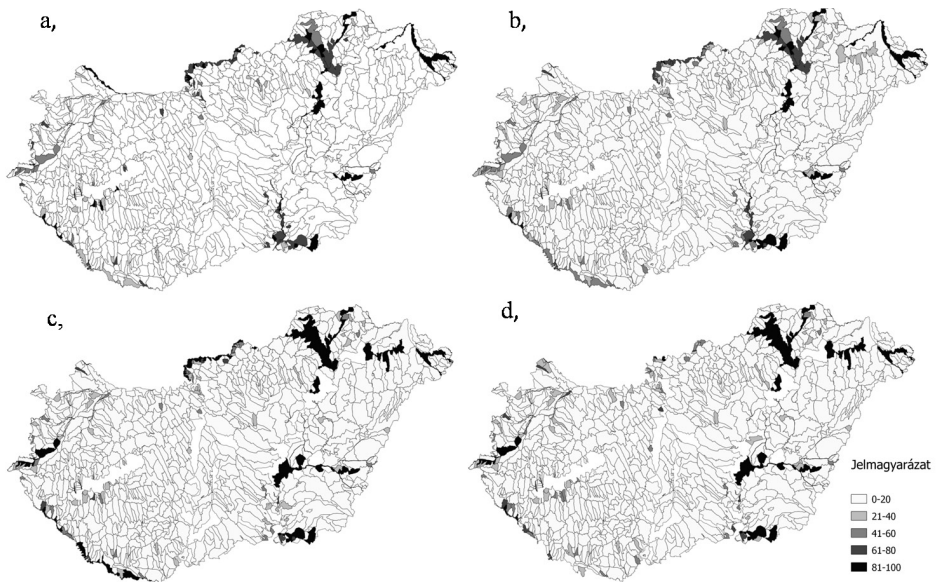 a,
b,
c,
d,
Jelmagyarázat
0-20
21-40
41-60
61-80
81-100